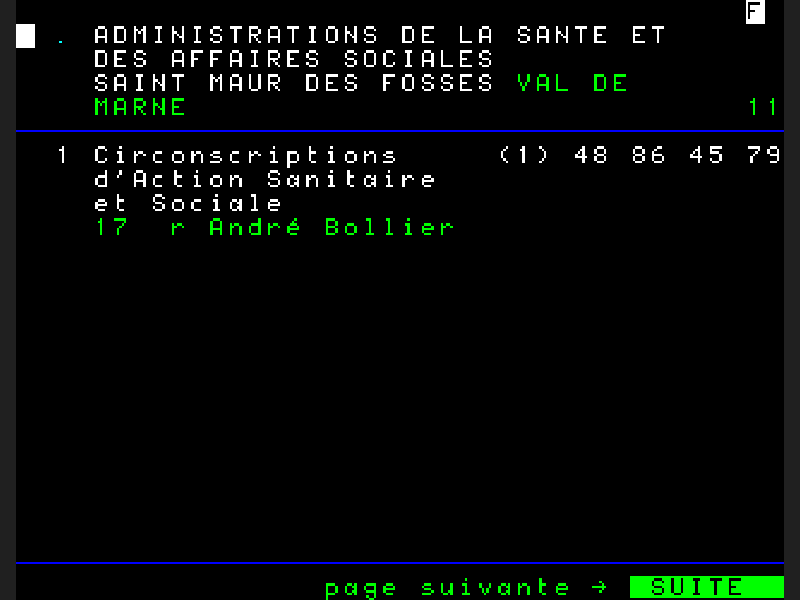 F
. ADMINISTRATIONS DE LA SANTE ET
DES AFFAIRES SOCIALES
SAINT MAUR DES FOSSES VAL DE
MARNE 11
1 Circonscriptions (1) 48 86 45 79
d'Action Sanitaire
et Sociale
17 r André Bollier
page suivante → SUITE